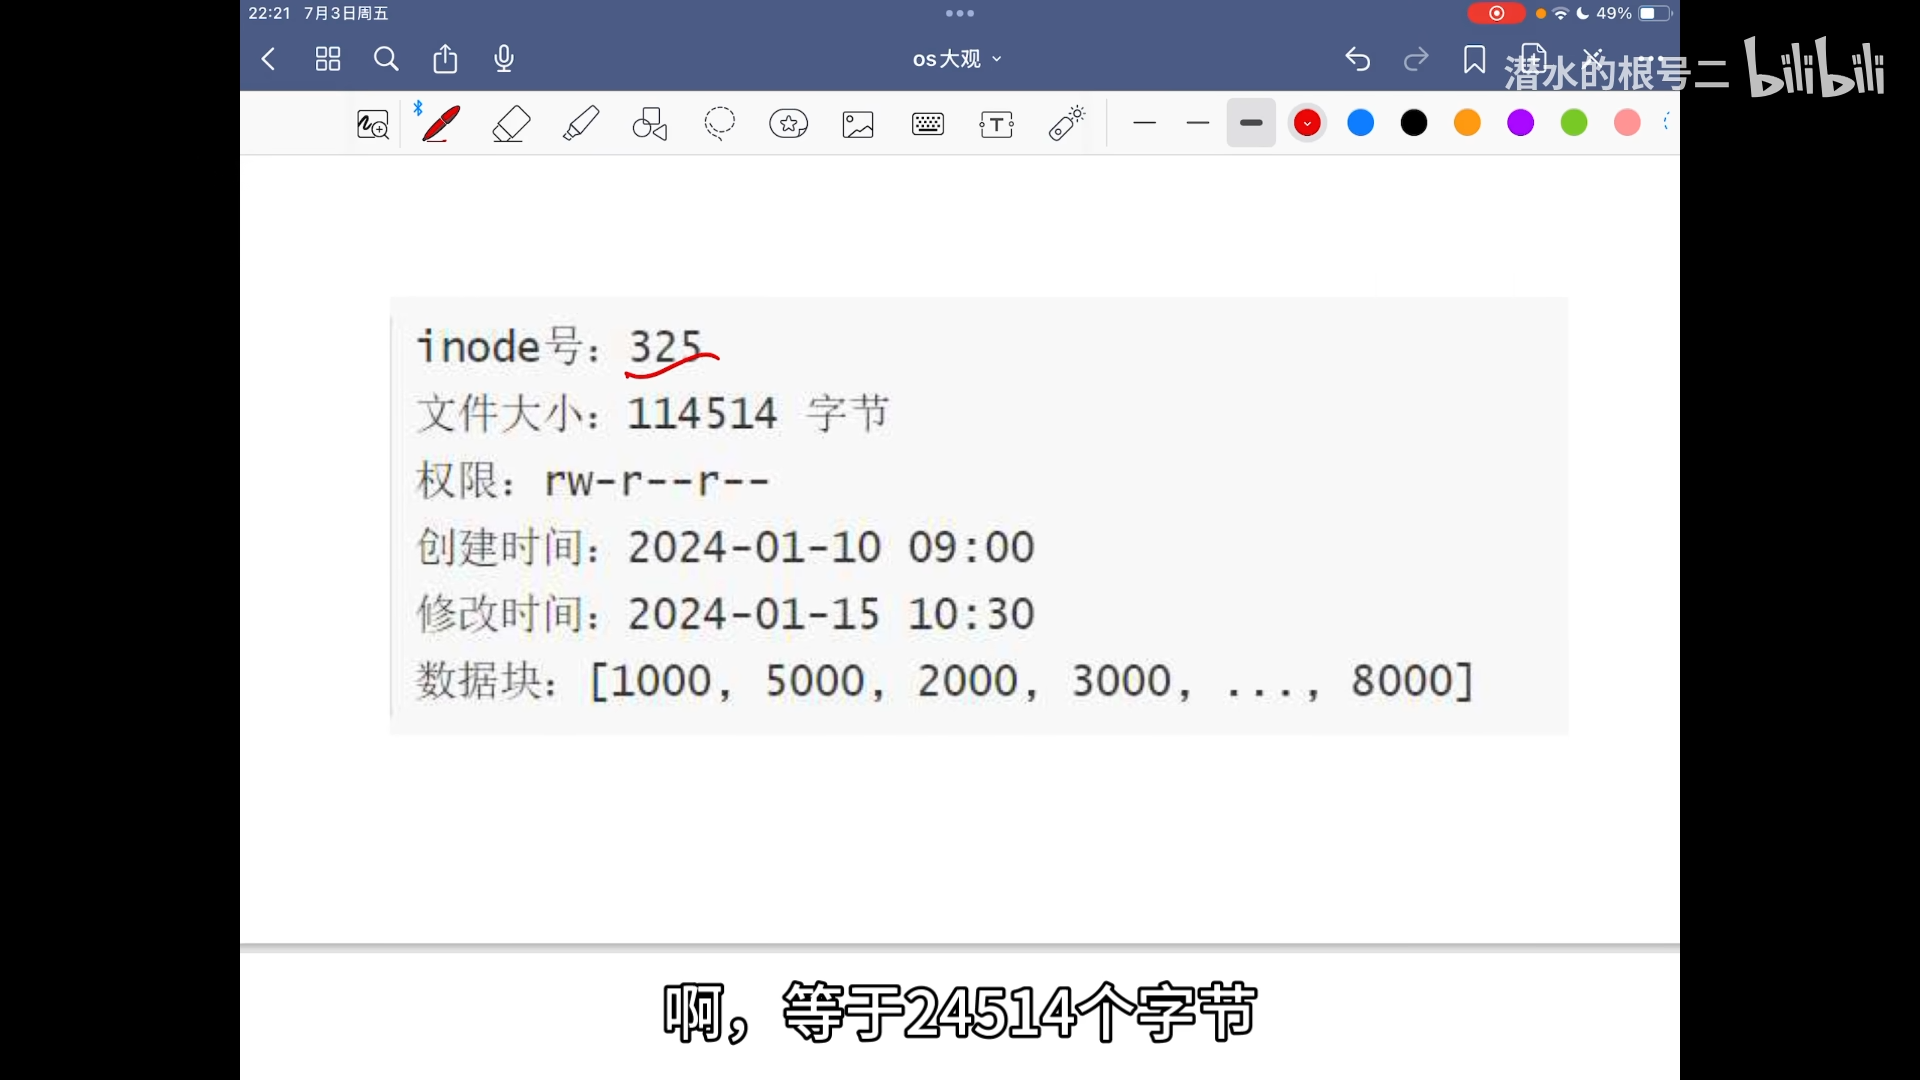 22:21 7月3日周五
49%
os大观
潜水的根号二 bilibili
T
inode号：325
文件大小：114514 字节
权限：rw-r--r--
创建时间：2024-01-10 09:00
修改时间：2024-01-15 10:30
数据块：[1000, 5000, 2000, 3000, ..., 8000]
啊，等于24514个字节